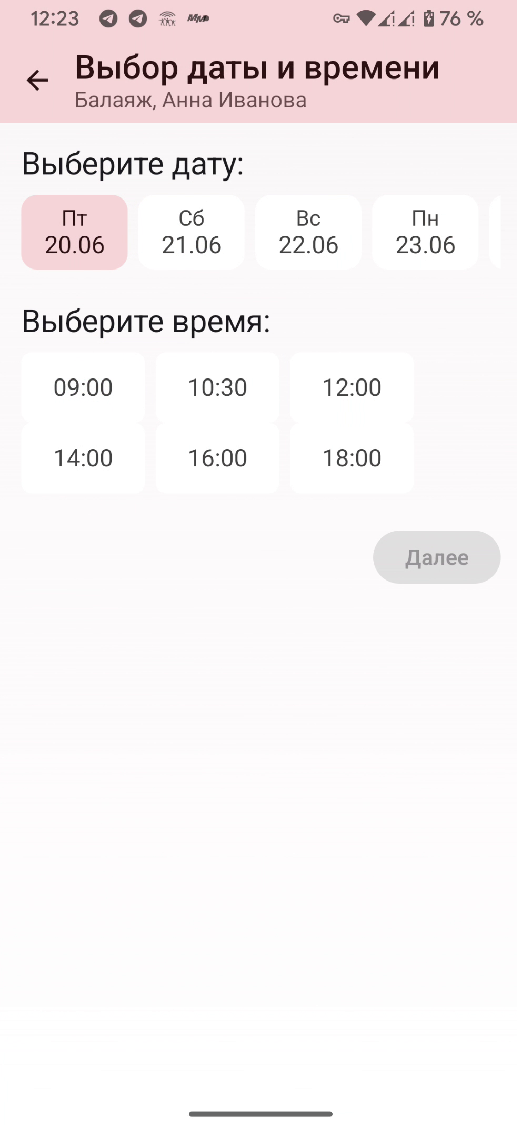 12:23 76 %
Выбор даты и времени
Балаяж, Анна Иванова
Выберите дату:
Пт Сб Вс Пн
20.06 21.06 22.06 23.06
Выберите время:
09:00 10:30 12:00
14:00 16:00 18:00
Далее